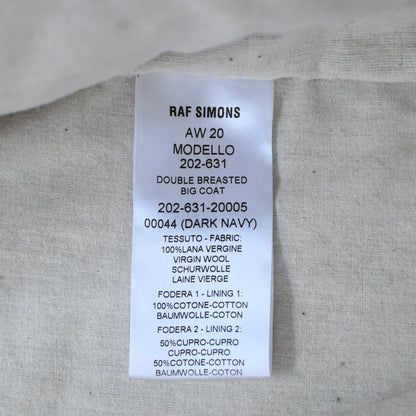 RAF SIMONS
AW 20
MODELLO
202-631
DOUBLE BREASTED
BIG COAT
202-631-20005
00044 (DARK NAVY)
TESSUTO - FABRIC:
100%LANA VERGINE
VIRGIN WOOL
SCHURWOLLE
LAINE VIERGE
FODERA 1 - LINING 1:
100%COTONE-COTTON
BAUMWOLLE-COTON
FODERA 2 - LINING 2:
50%CUPRO-CUPRO
CUPRO-CUPRO
50%COTONE-COTTON
BAUMWOLLE-COTON